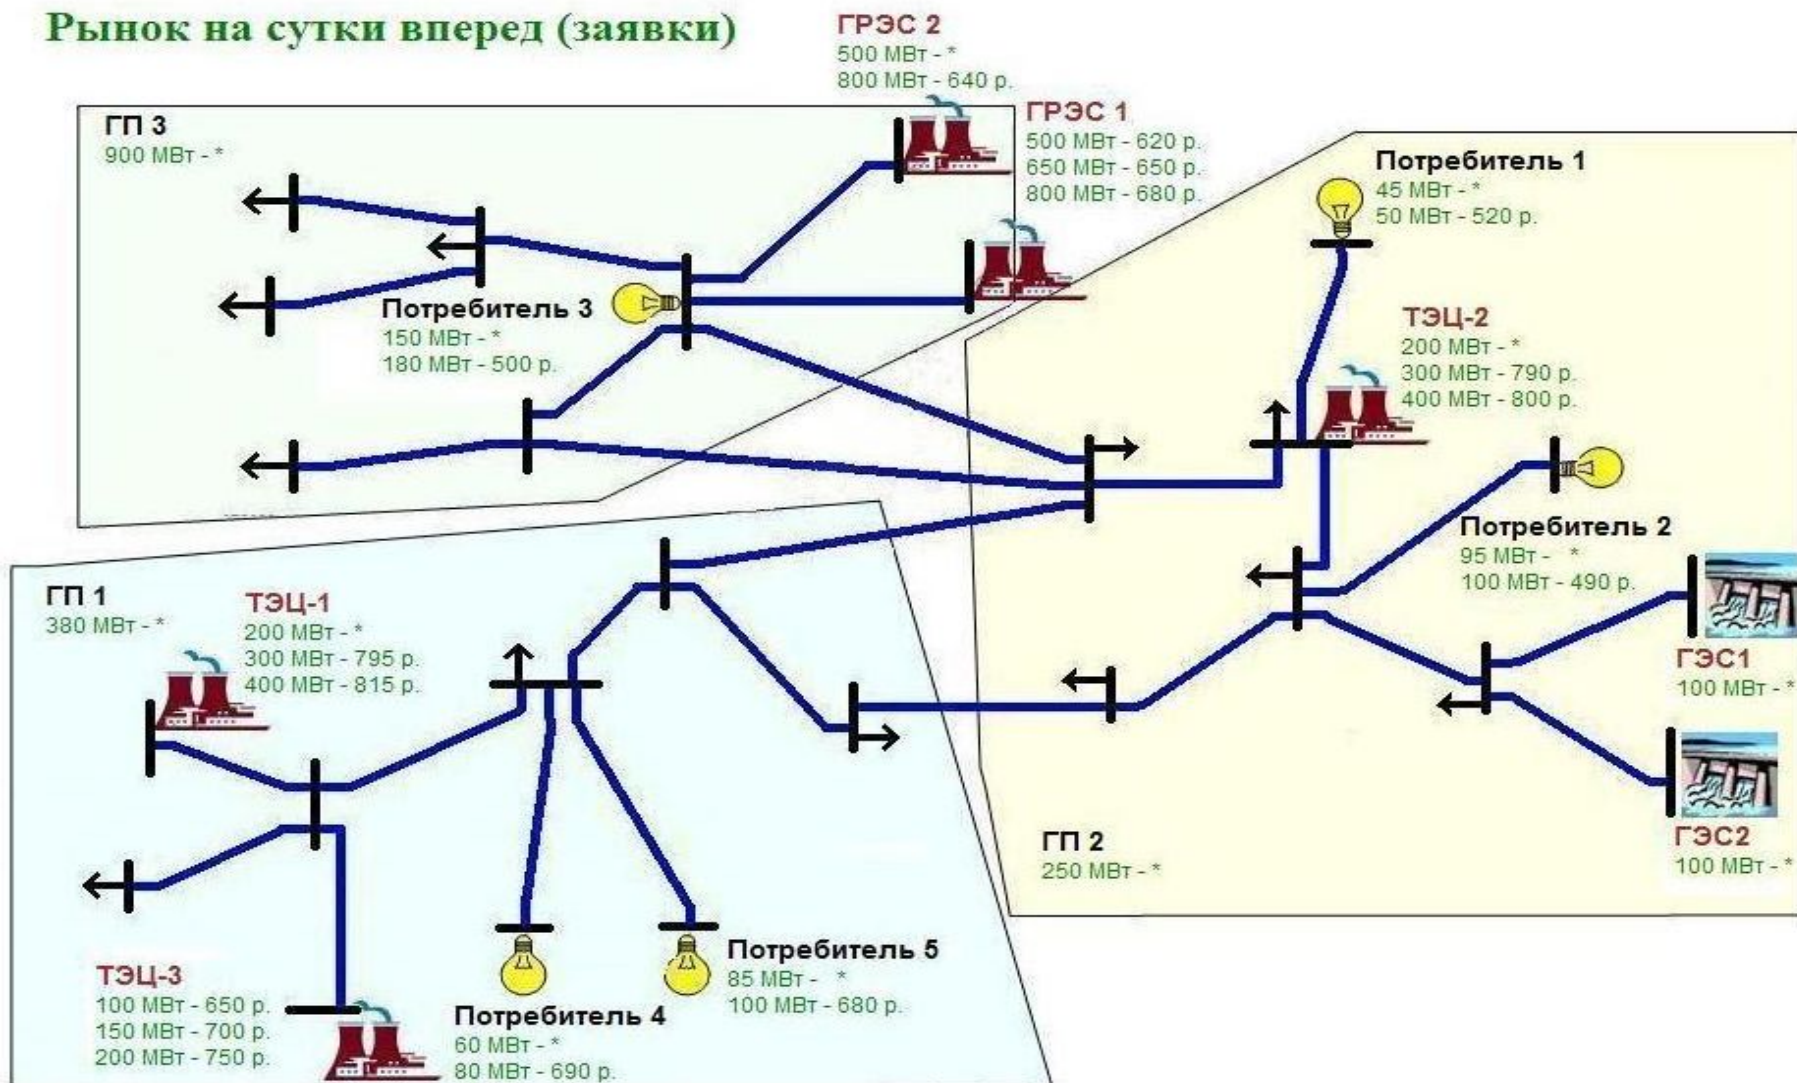 Рынок на сутки вперед (заявки)
ГРЭС 2
500 МВт - *
800 МВт - 640 р.
ГРЭС 1
500 МВт - 620 р.
650 МВт - 650 р.
800 МВт - 680 р.
ГП 3
900 МВт - *
Потребитель 1
45 МВт - *
50 МВт - 520 р.
Потребитель 3
150 МВт - *
180 МВт - 500 р.
ТЭЦ-2
200 МВт - *
300 МВт - 790 р.
400 МВт - 800 р.
Потребитель 2
95 МВт - *
100 МВт - 490 р.
ГП 1
380 МВт - *
ТЭЦ-1
200 МВт - *
300 МВт - 795 р.
400 МВт - 815 р.
ГЭС1
100 МВт - *
ГП 2
250 МВт - *
ГЭС2
100 МВт - *
ТЭЦ-3
100 МВт - 650 р.
150 МВт - 700 р.
200 МВт - 750 р.
Потребитель 4
60 МВт - *
80 МВт - 690 р.
Потребитель 5
85 МВт - *
100 МВт - 680 р.